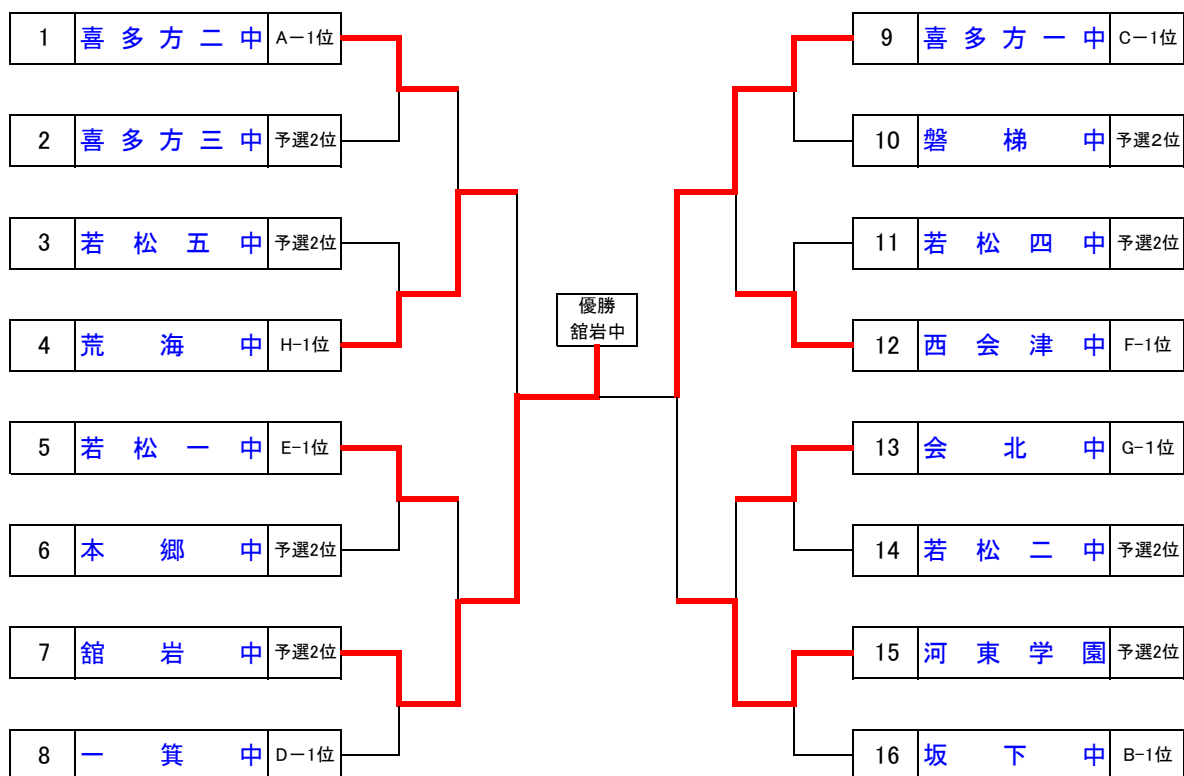 1 喜多方二中 A－1位
2 喜多方三中 予選2位
3 若松五中 予選2位
4 荒海中 H-1位
5 若松一中 E-1位
6 本郷中 予選2位
7 舘岩中 予選2位
8 一箕中 D－1位
優勝
舘岩中
9 喜多方一中 C－1位
10 磐梯中 予選2位
11 若松四中 予選2位
12 西会津中 F-1位
13 会北中 G-1位
14 若松二中 予選2位
15 河東学園 予選2位
16 坂下中 B-1位